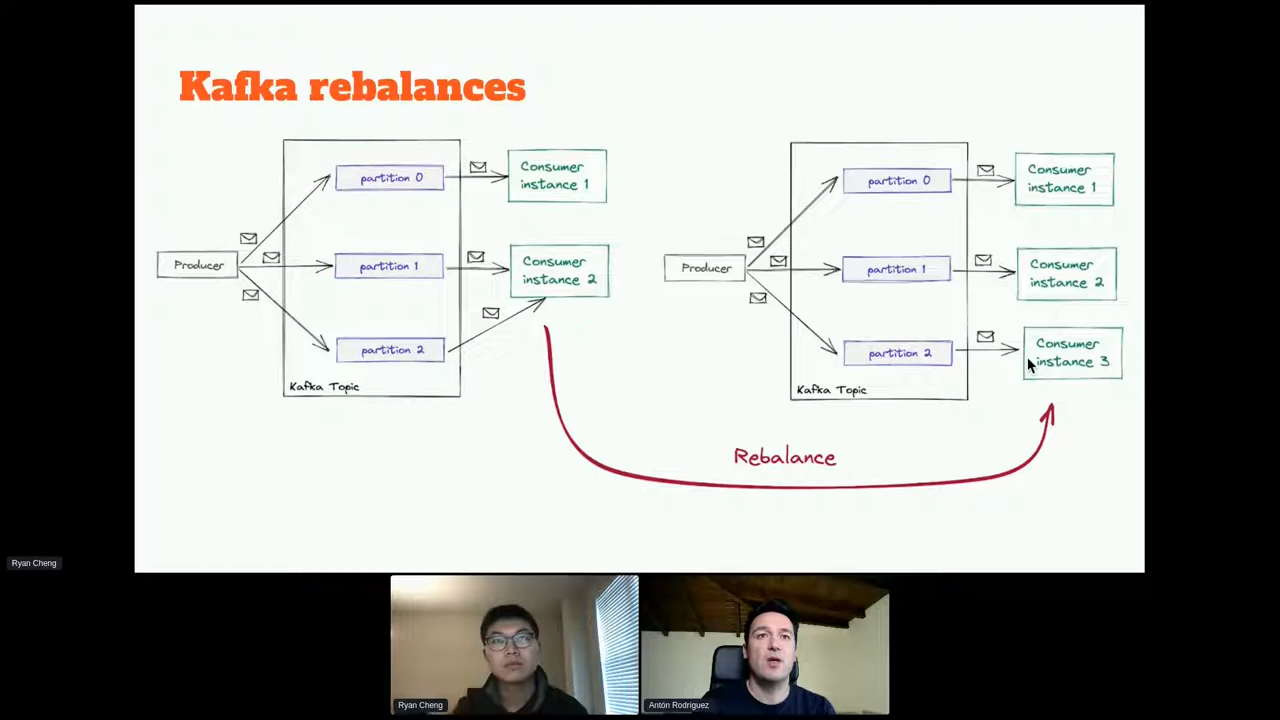 Kafka rebalances
Producer
partition 0
partition 1
partition 2
Kafka Topic
Consumer
instance 1
Consumer
instance 2
Producer
partition 0
partition 1
partition 2
Kafka Topic
Consumer
instance 1
Consumer
instance 2
Consumer
instance 3
Rebalance
Ryan Cheng
Ryan Cheng
Antón Rodríguez